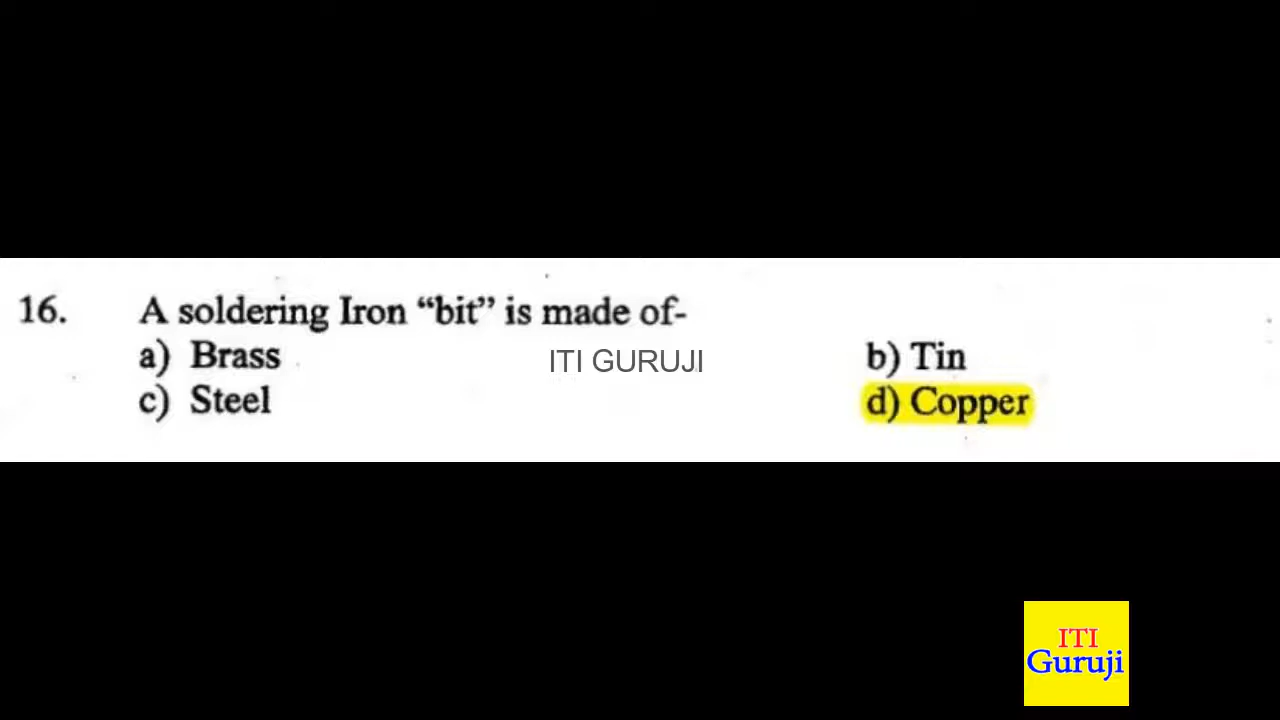 16. A soldering Iron “bit” is made of-
a) Brass b) Tin
ITI GURUJI
c) Steel d) Copper
ITI
Guruji